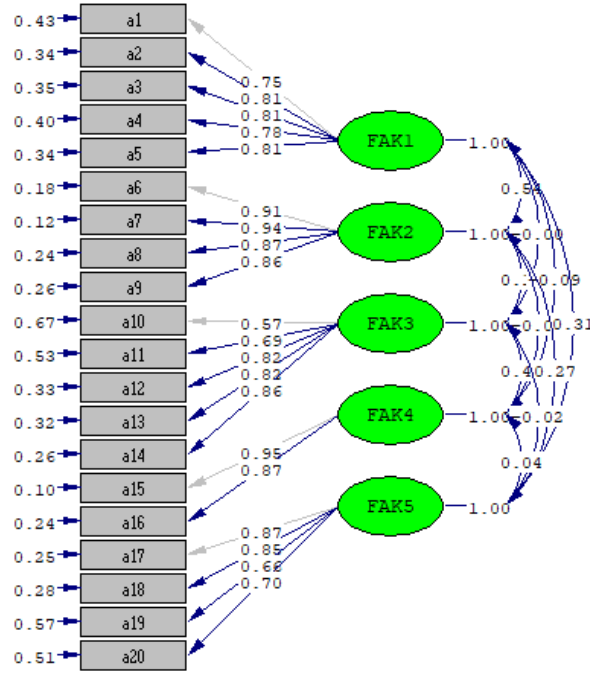 0.43 a1
0.34 a2
0.35 a3
0.40 a4
0.34 a5
0.18 a6
0.12 a7
0.24 a8
0.26 a9
0.67 a10
0.53 a11
0.33 a12
0.32 a13
0.26 a14
0.10 a15
0.24 a16
0.25 a17
0.28 a18
0.57 a19
0.51 a20
0.75
0.81
0.81
0.78
0.81
0.91
0.94
0.87
0.86
0.57
0.69
0.82
0.82
0.86
0.95
0.87
0.87
0.85
0.66
0.70
FAK1 1.00
FAK2 1.00
FAK3 1.00
FAK4 1.00
FAK5 1.00
0.54
-0.09
0.31
0.27
-0.02
0.04